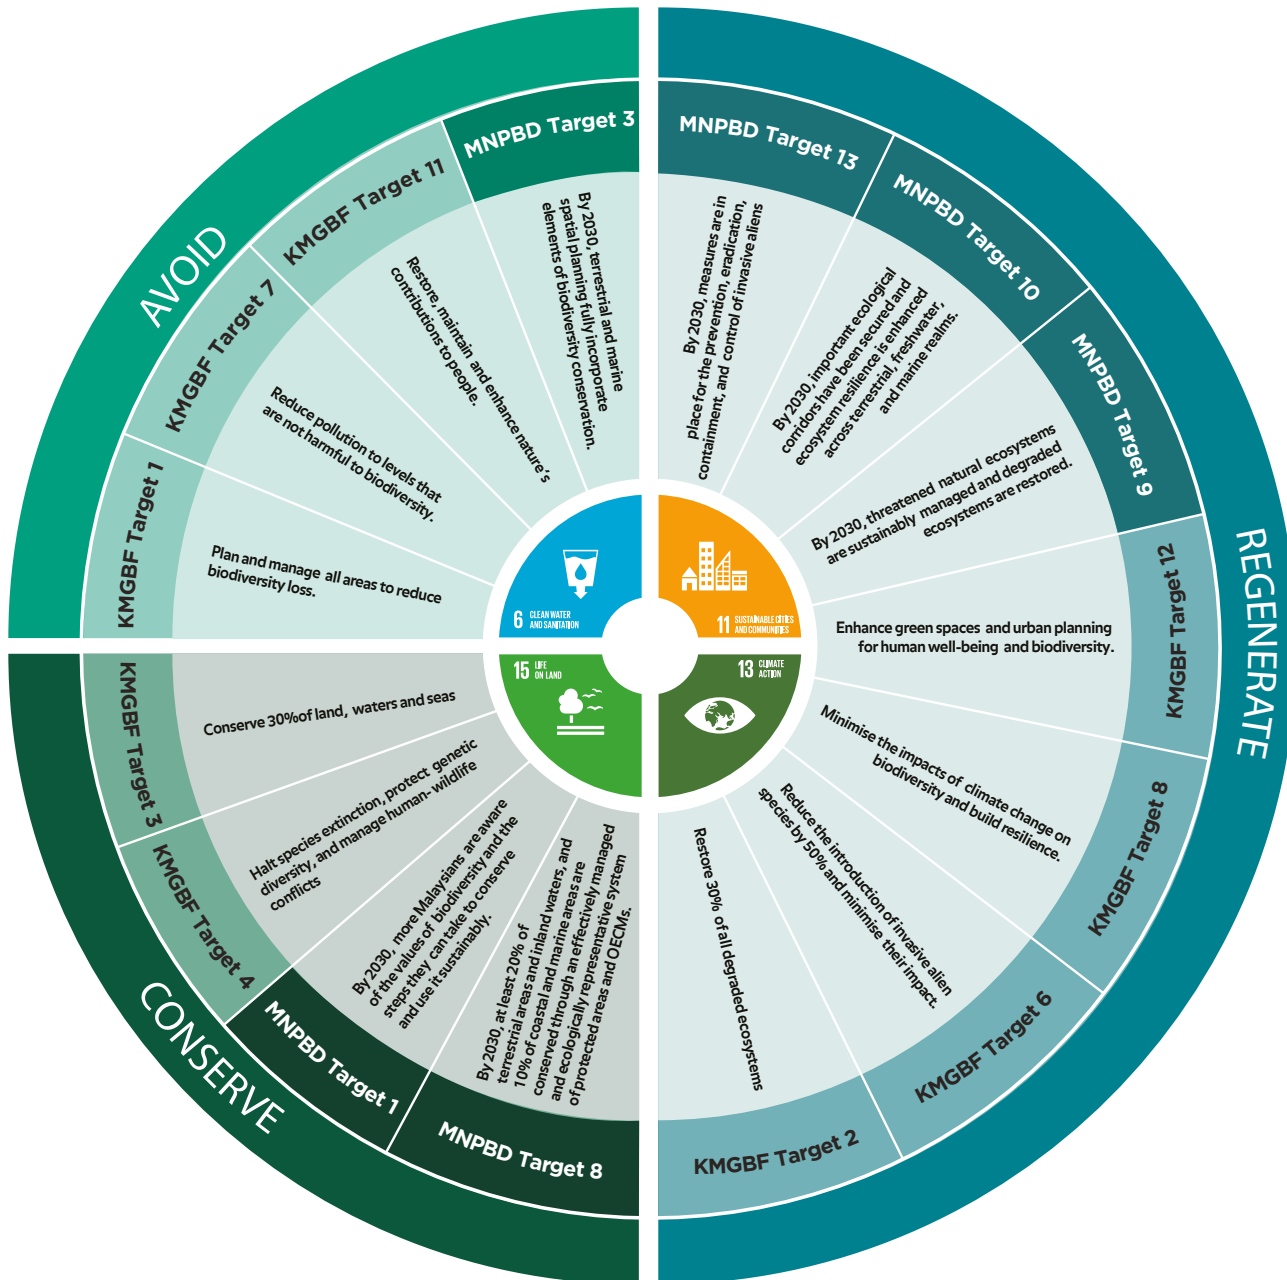 AVOID
KMGBF Target 1
Plan and manage all areas to reduce
biodiversity loss.
KMGBF Target 7
Reduce pollution to levels that
are not harmful to biodiversity.
KMGBF Target 11
Restore, maintain and enhance nature's
contributions to people.
MNPBD Target 3
By 2030, terrestrial and marine
spatial planning fully incorporate
elements of biodiversity conservation.
REGENERATE
MNPBD Target 13
By 2030, measures are in
place for the prevention, eradication,
containment, and control of invasive aliens
MNPBD Target 10
By 2030, important ecological
corridors have been secured and
ecosystem resilience is enhanced
across terrestrial, freshwater,
and marine realms.
MNPBD Target 9
By 2030, threatened natural ecosystems
are sustainably managed and degraded
ecosystems are restored.
KMGBF Target 12
Enhance green spaces and urban planning
for human well-being and biodiversity.
KMGBF Target 8
Minimise the impacts of climate change on
biodiversity and build resilience.
KMGBF Target 6
Reduce the introduction of invasive alien
species by 50% and minimise their impact.
KMGBF Target 2
Restore 30% of all degraded ecosystems
CONSERVE
KMGBF Target 3
Conserve 30%of land, waters and seas
KMGBF Target 4
Halt species extinction, protect genetic
diversity, and manage human- wildlife
conflicts
MNPBD Target 1
By 2030, more Malaysians are aware
of the values of biodiversity and the
steps they can take to conserve
and use it sustainably.
MNPBD Target 8
By 2030, at least 20% of
terrestrial areas and inland waters, and
10% of coastal and marine areas are
conserved through an effectively managed
and ecologically representative system
of protected areas and OECMs.
6 CLEAN WATER
AND SANITATION
11 SUSTAINABLE CITIES
AND COMMUNITIES
15 LIFE
ON LAND
13 CLIMATE
ACTION